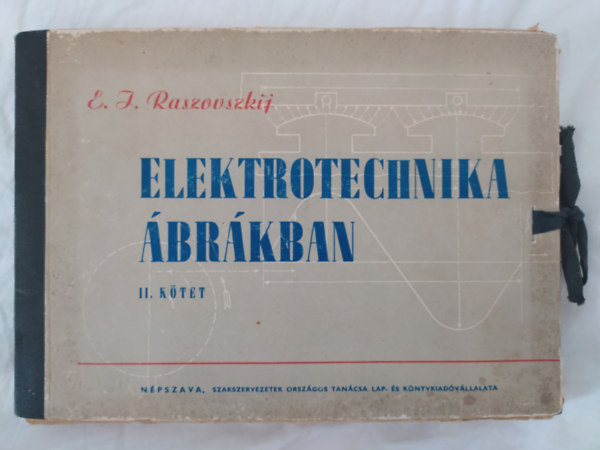 E. I. Raszovszkij
ELEKTROTECHNIKA
ÁBRÁKBAN
II. KÖTET
NÉPSZAVA, SZAKSZERVEZETEK ORSZÁGOS TANÁCSA LAP- ÉS KÖNYVKIADÓVÁLLALATA